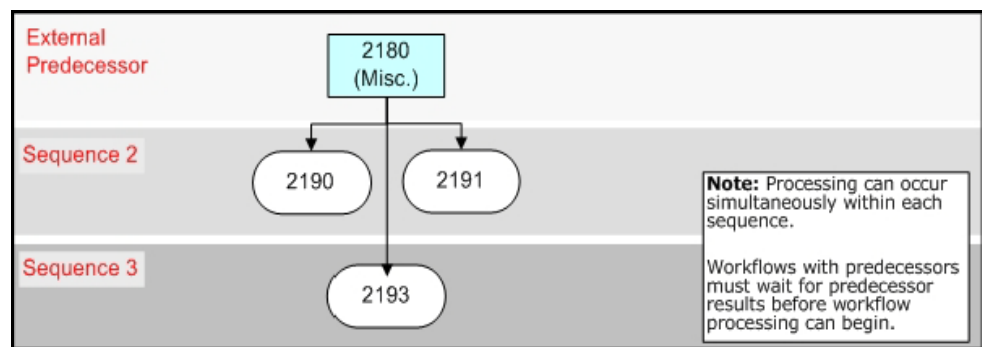 External
Predecessor
2180
(Misc.)
Sequence 2
2190
2191
Note: Processing can occur
simultaneously within each
sequence.
Workflows with predecessors
must wait for predecessor
results before workflow
processing can begin.
Sequence 3
2193